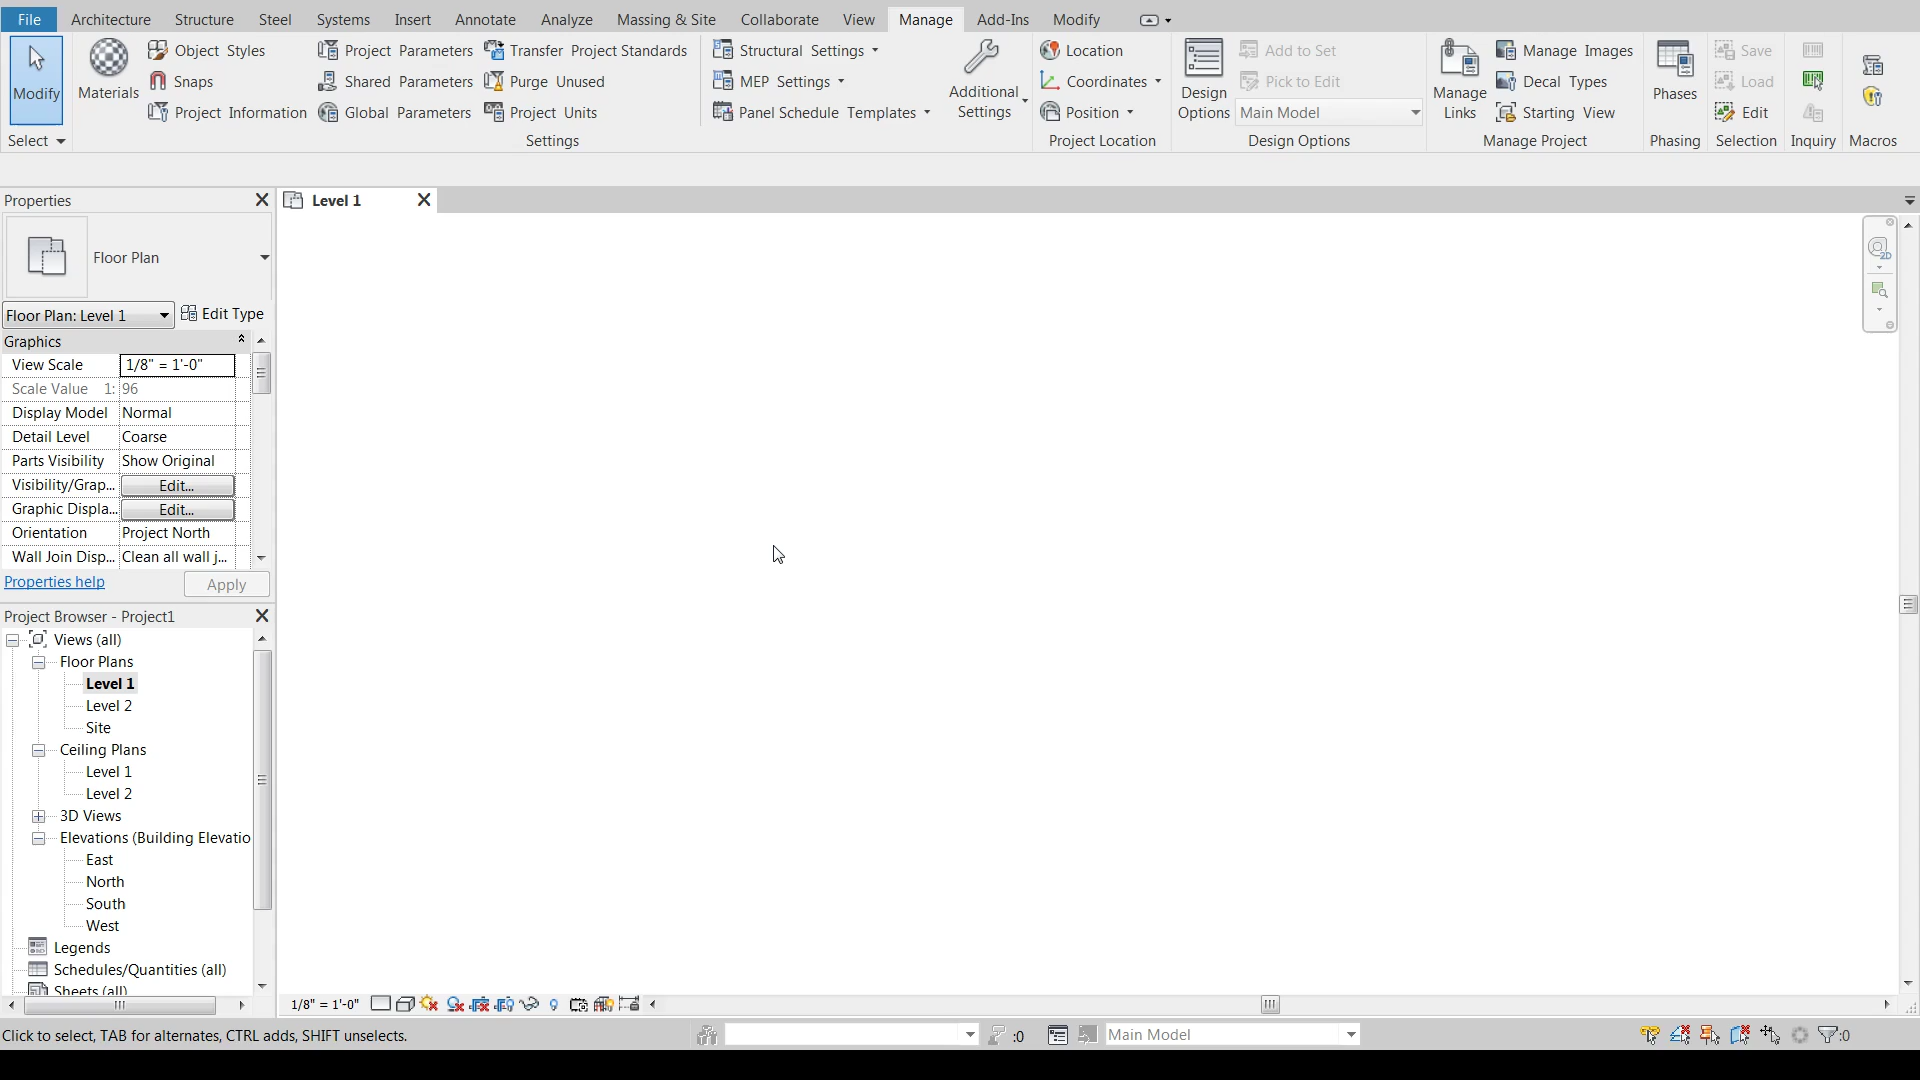 File Architecture Structure Steel Systems Insert Annotate Analyze Massing & Site Collaborate View Manage Add-Ins Modify
Modify
Select
Materials
Object Styles
Snaps
Project Information
Project Parameters
Shared Parameters
Global Parameters
Transfer Project Standards
Purge Unused
Project Units
Settings
Structural Settings
MEP Settings
Panel Schedule Templates
Additional
Settings
Location
Coordinates
Position
Project Location
Design
Options
Add to Set
Pick to Edit
Main Model
Design Options
Manage
Links
Manage Images
Decal Types
Starting View
Manage Project
Phases
Phasing
Save
Load
Edit
Selection
Inquiry
Macros
Properties
Level 1
2D
Floor Plan
Floor Plan: Level 1 Edit Type
Graphics
View Scale 1/8" = 1'-0"
Scale Value 1: 96
Display Model Normal
Detail Level Coarse
Parts Visibility Show Original
Visibility/Grap... Edit...
Graphic Displa... Edit...
Orientation Project North
Wall Join Disp... Clean all wall j...
Properties help Apply
Project Browser - Project1
Views (all)
Floor Plans
Level 1
Level 2
Site
Ceiling Plans
Level 1
Level 2
3D Views
Elevations (Building Elevatio
East
North
South
West
Legends
Schedules/Quantities (all)
Sheets (all)
1/8" = 1'-0"
Click to select, TAB for alternates, CTRL adds, SHIFT unselects. :0 Main Model :0